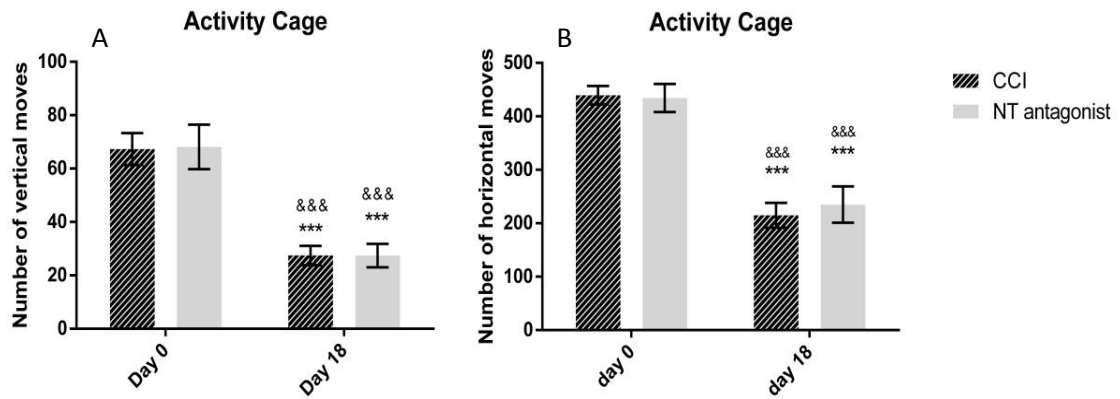 Activity Cage
A
Number of vertical moves
100
80
60
40
20
0
&&&
***
&&&
***
Day 0
Day 18
Activity Cage
B
Number of horizontal moves
500
400
300
200
100
0
&&&
***
&&&
***
day 0
day 18
CCI
NT antagonist